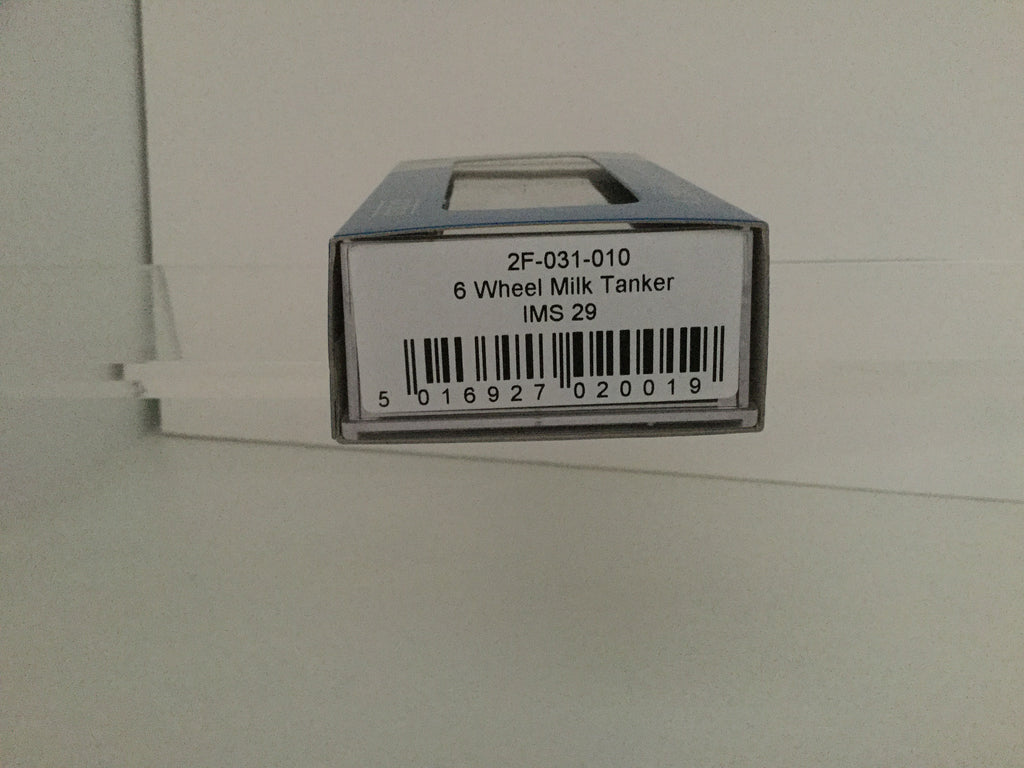 2F-031-010
6 Wheel Milk Tanker
IMS 29
5 016927 020019